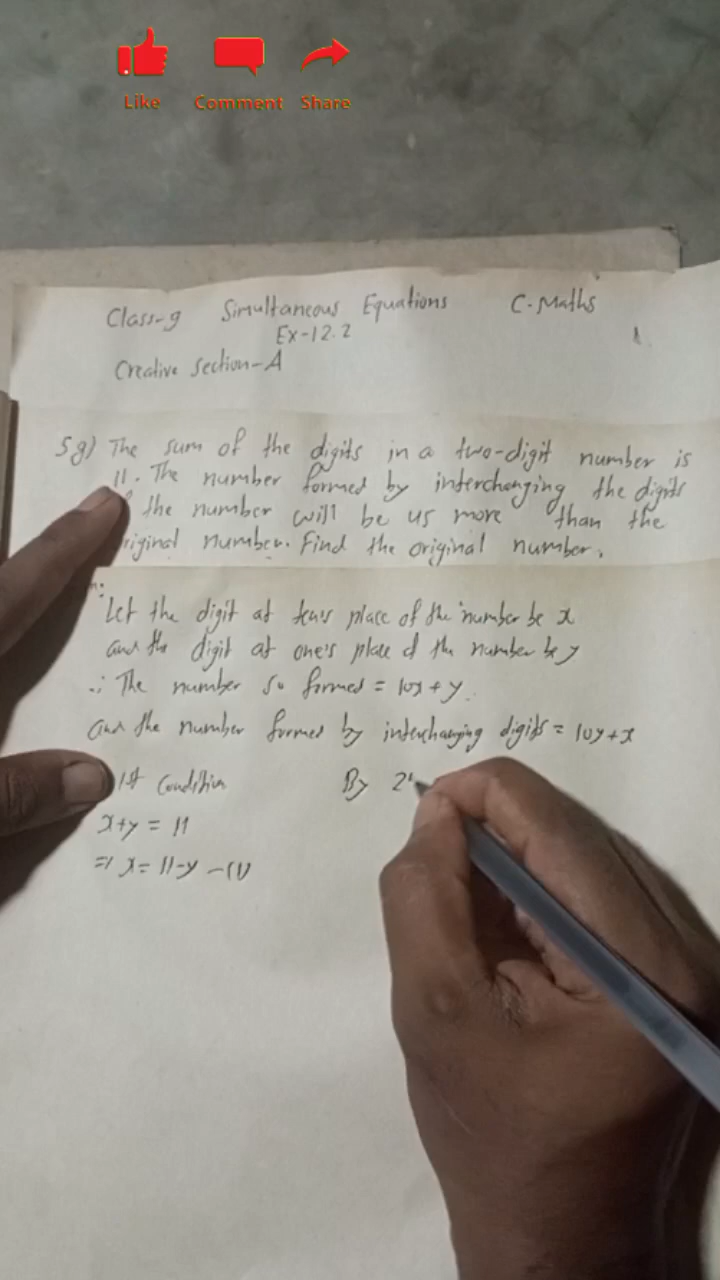 Like Comment Share
Class-9 Simultaneous Equations C. Maths
Ex-12.2
Creative section-A
5g) The sum of the digits in a two-digit number is
11. The number formed by interchanging the digits
the number will be us more than the
riginal number. Find the original number.
Let the digit at ten's place of the number be x
and the digit at one's place of the number be y
∴ The number so formed = 10x + y.
and the number formed by interchanging digits = 10y+x
1st Condition By 2
x+y = 11
=> x = 11-y -(1)